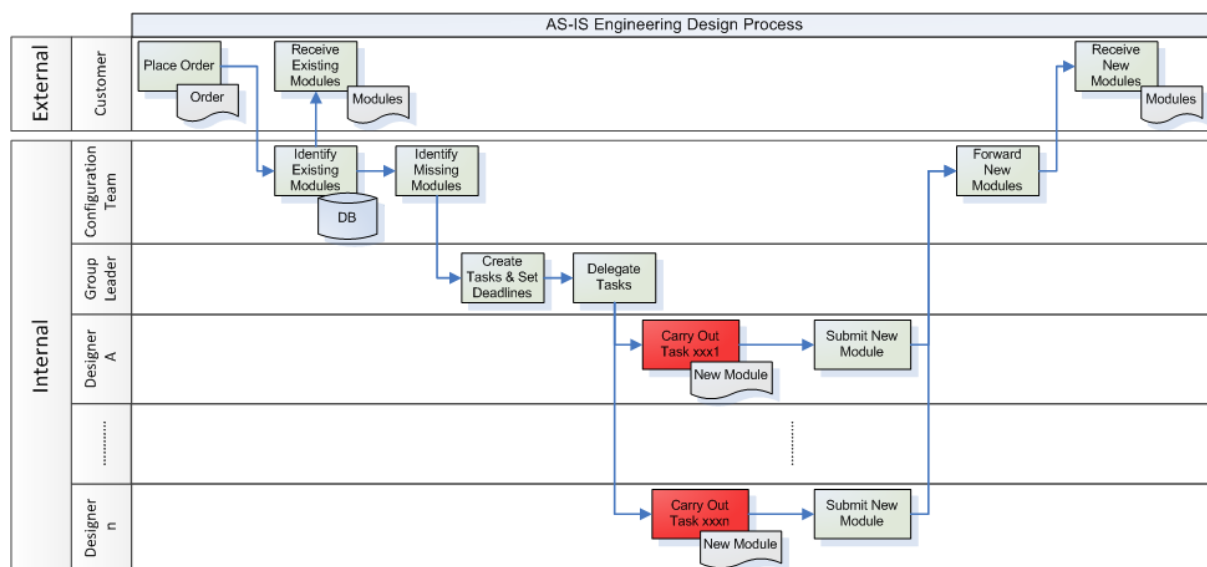 AS-IS Engineering Design Process
External
Customer
Place Order
Order
Receive
Existing
Modules
Modules
Receive
New
Modules
Modules
Internal
Configuration
Team
Identify
Existing
Modules
DB
Identify
Missing
Modules
Forward
New
Modules
Group
Leader
Create
Tasks & Set
Deadlines
Delegate
Tasks
Designer
A
Carry Out
Task xxx1
New Module
Submit New
Module
..........
..........
Designer
n
Carry Out
Task xxxn
New Module
Submit New
Module